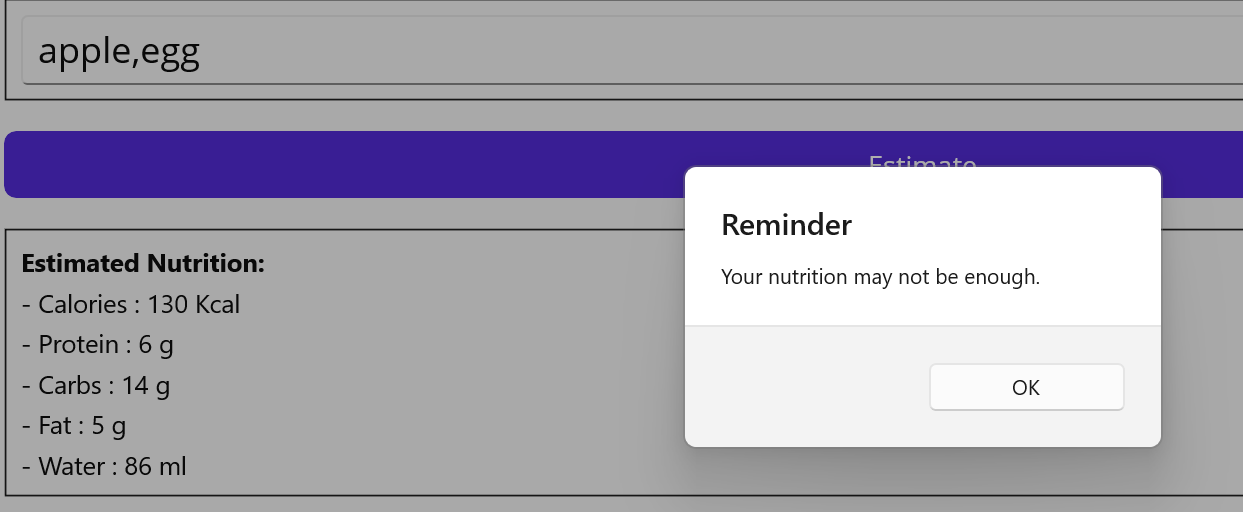 apple,egg
Estimate
Reminder
Your nutrition may not be enough.
OK
Estimated Nutrition:
- Calories : 130 Kcal
- Protein : 6 g
- Carbs : 14 g
- Fat : 5 g
- Water : 86 ml